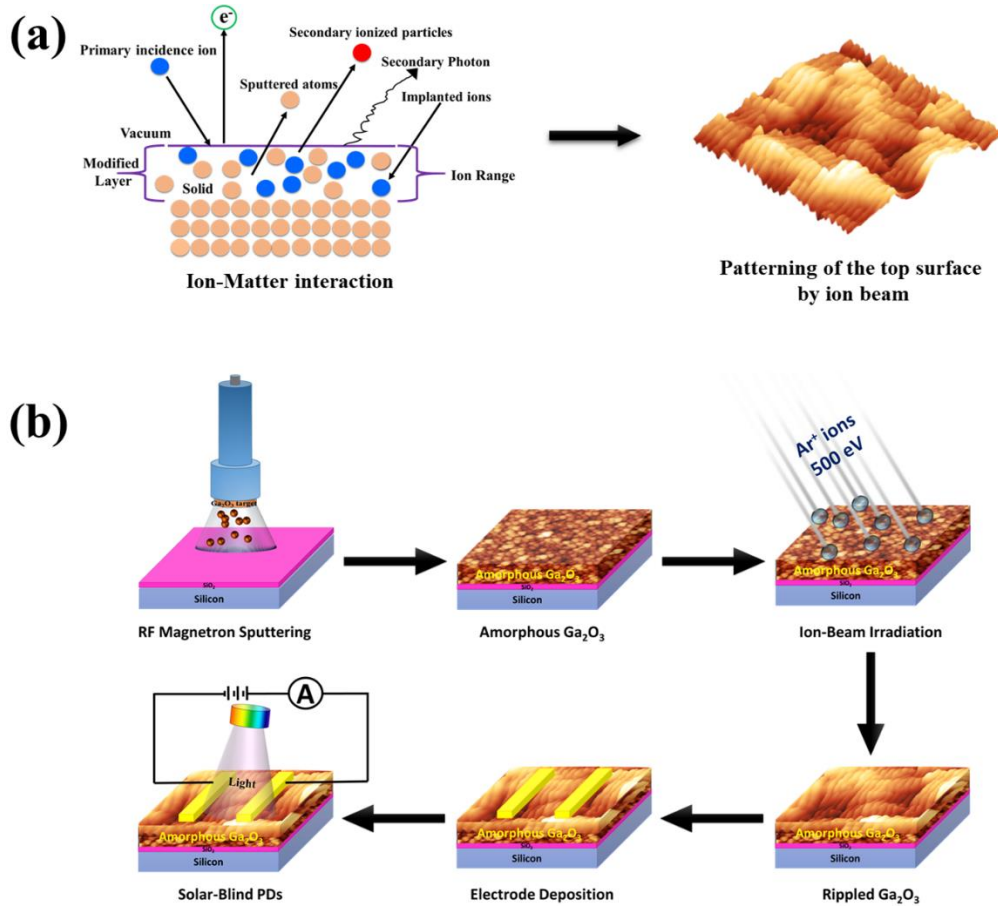 (a)
e-
Primary incidence ion
Secondary ionized particles
Secondary Photon
Sputtered atoms
Implanted ions
Vacuum
Modified
Layer
Solid
Ion Range
Ion-Matter interaction
Patterning of the top surface
by ion beam
(b)
Ga₂O₃ target
SiO₂
Silicon
RF Magnetron Sputtering
Amorphous Ga₂O₃
SiO₂
Silicon
Amorphous Ga₂O₃
Ar⁺ ions
500 eV
Amorphous Ga₂O₃
SiO₂
Silicon
Ion-Beam Irradiation
A
Light
Amorphous Ga₂O₃
SiO₂
Silicon
Solar-Blind PDs
Amorphous Ga₂O₃
SiO₂
Silicon
Electrode Deposition
Amorphous Ga₂O₃
SiO₂
Silicon
Rippled Ga₂O₃